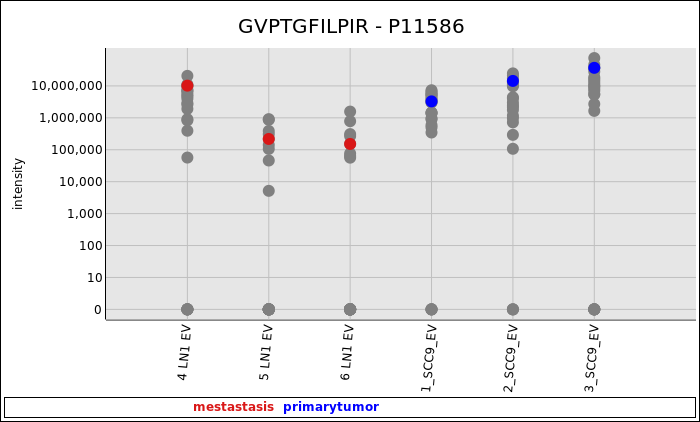 GVPTGFILPIR - P11586
intensity
10,000,000
1,000,000
100,000
10,000
1,000
100
10
0
4 LN1 EV
5 LN1 EV
6 LN1 EV
1_SCC9_EV
2_SCC9_EV
3_SCC9_EV
mestastasis primarytumor